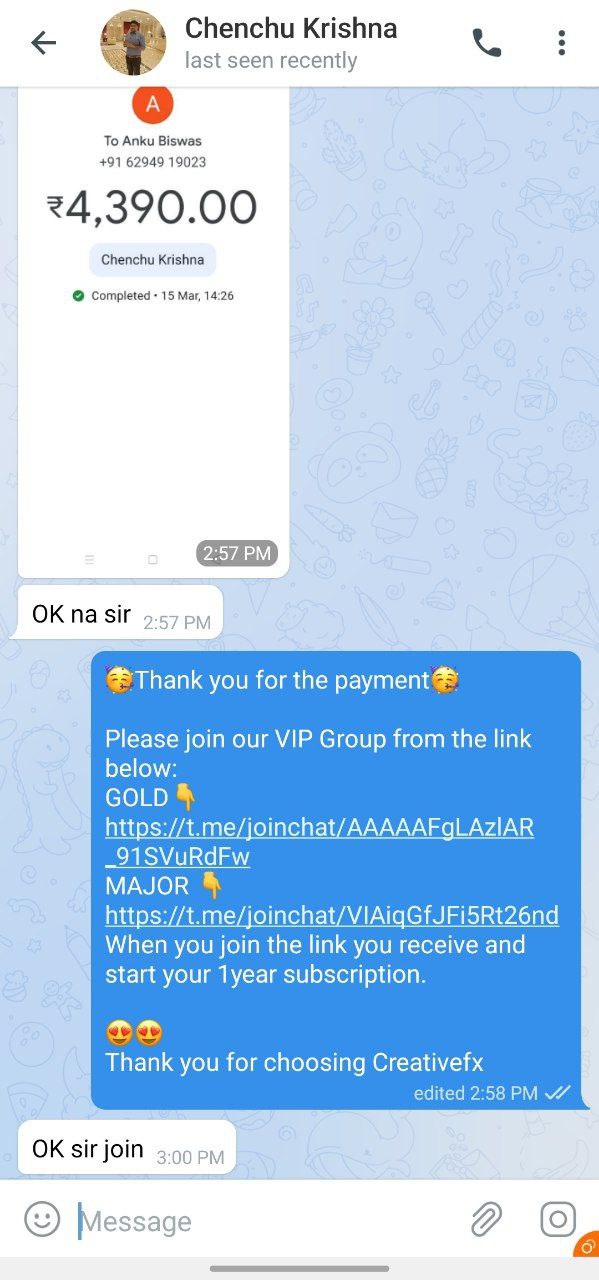 Chenchu Krishna
last seen recently
A
To Anku Biswas
+91 62949 19023
₹4,390.00
Chenchu Krishna
Completed • 15 Mar, 14:26
2:57 PM
OK na sir 2:57 PM
🥳Thank you for the payment🥳
Please join our VIP Group from the link
below:
GOLD👇
https://t.me/joinchat/AAAAAFgLAzlAR
_91SVuRdFw
MAJOR 👇
https://t.me/joinchat/VIAiqGfJFi5Rt26nd
When you join the link you receive and
start your 1year subscription.
😍😍
Thank you for choosing Creativefx
edited 2:58 PM
OK sir join 3:00 PM
Message